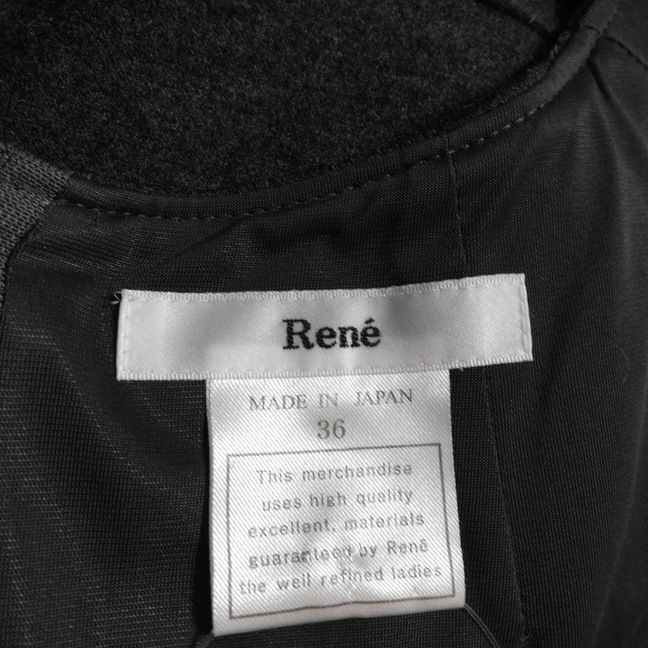 René
MADE IN JAPAN
36
This merchandise
uses high quality
excellent, materials
guaranteed by René
the well refined ladies